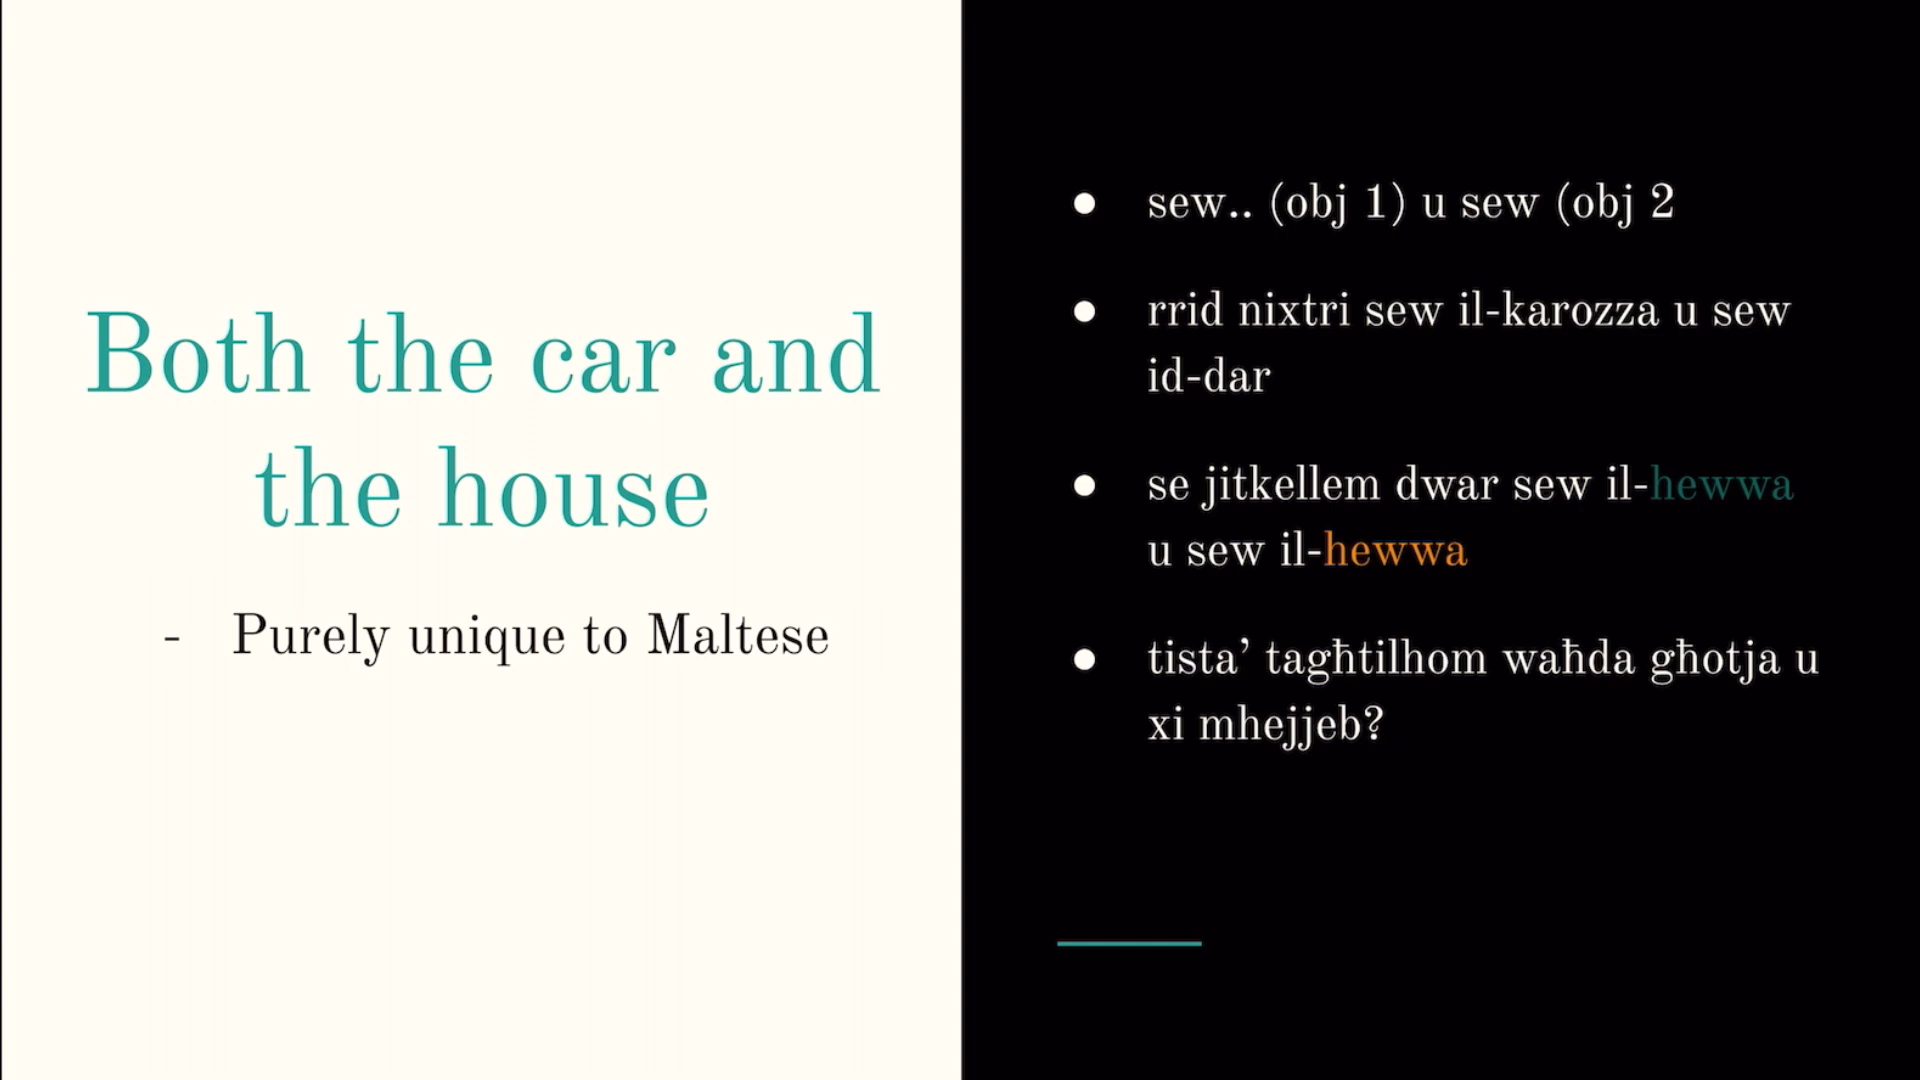 Both the car and
the house
- Purely unique to Maltese
● sew.. (obj 1) u sew (obj 2
● rrid nixtri sew il-karozza u sew
id-dar
● se jitkellem dwar sew il-hewwa
u sew il-hewwa
● tista’ tagħtilhom waħda għotja u
xi mhejjeb?